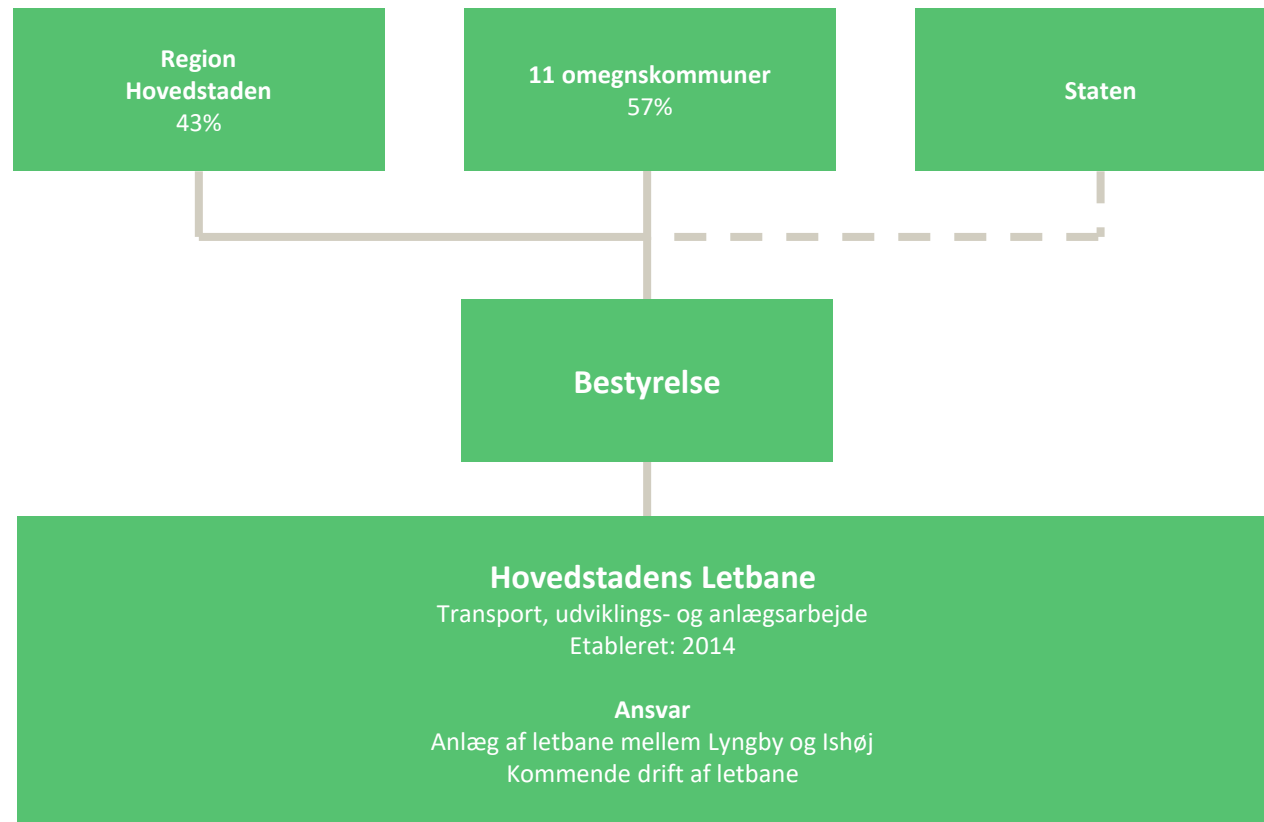 Region
Hovedstaden
43%
11 omegnskommuner
57%
Staten
Bestyrelse
Hovedstadens Letbane
Transport, udviklings- og anlægsarbejde
Etableret: 2014
Ansvar
Anlæg af letbane mellem Lyngby og Ishøj
Kommende drift af letbane